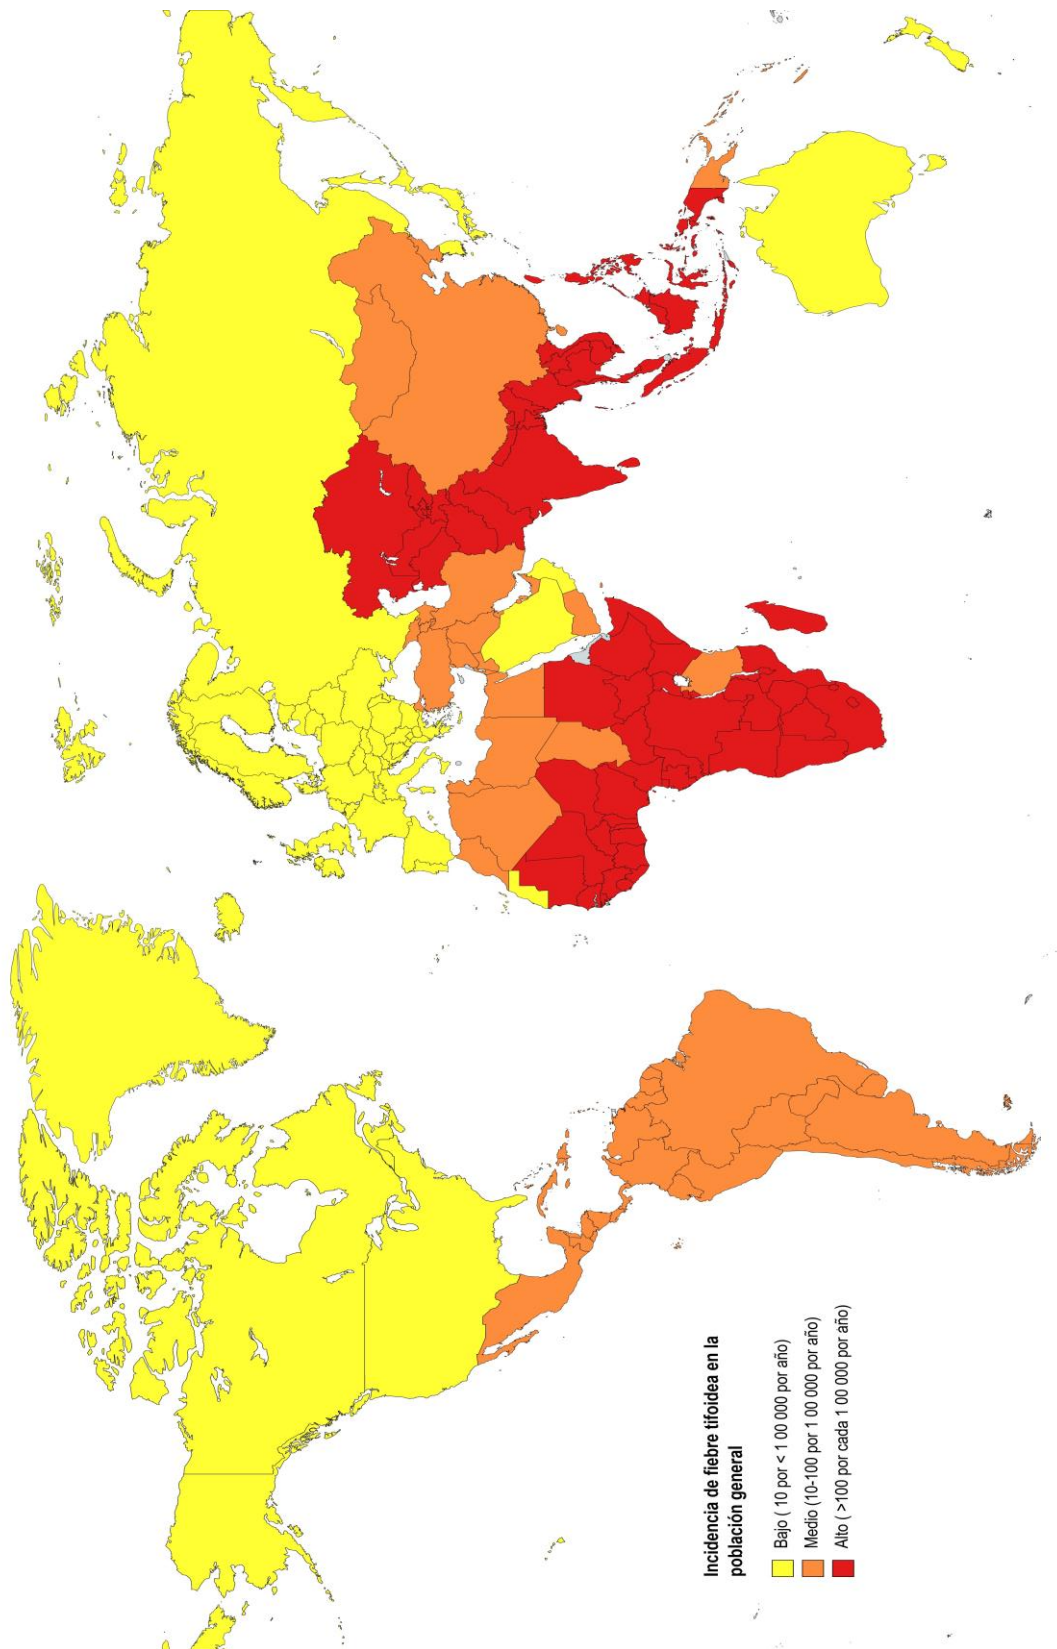 Incidencia de fiebre tifoidea en la
población general
Bajo ( 10 por < 1 00 000 por año)
Medio (10-100 por 1 00 000 por año)
Alto ( >100 por cada 1 00 000 por año)